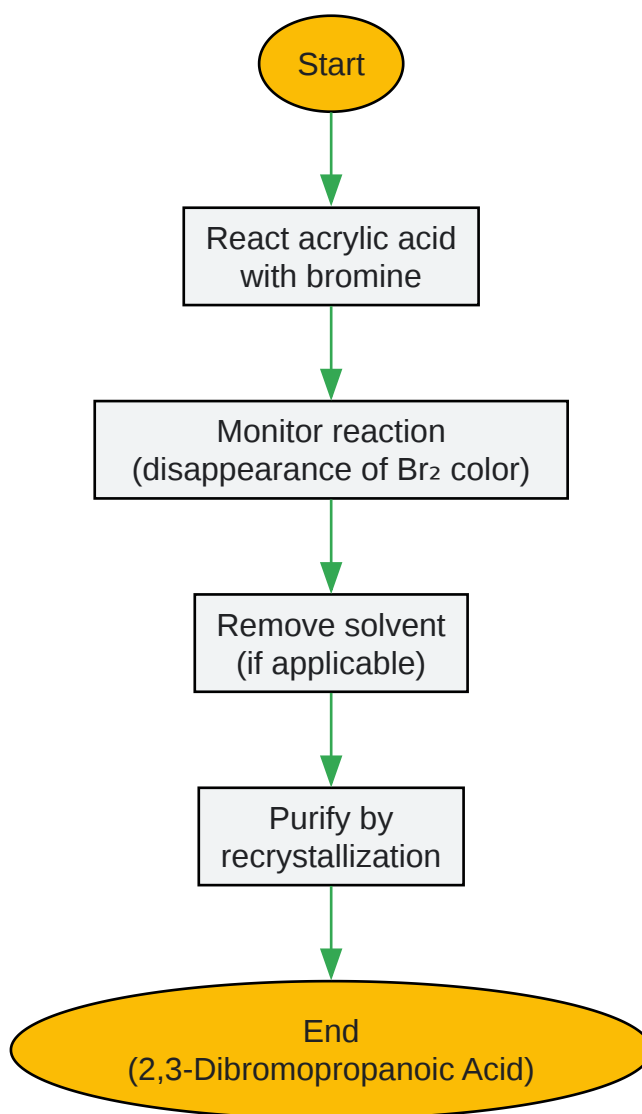 Start
React acrylic acid
with bromine
Monitor reaction
(disappearance of Br₂ color)
Remove solvent
(if applicable)
Purify by
recrystallization
End
(2,3-Dibromopropanoic Acid)